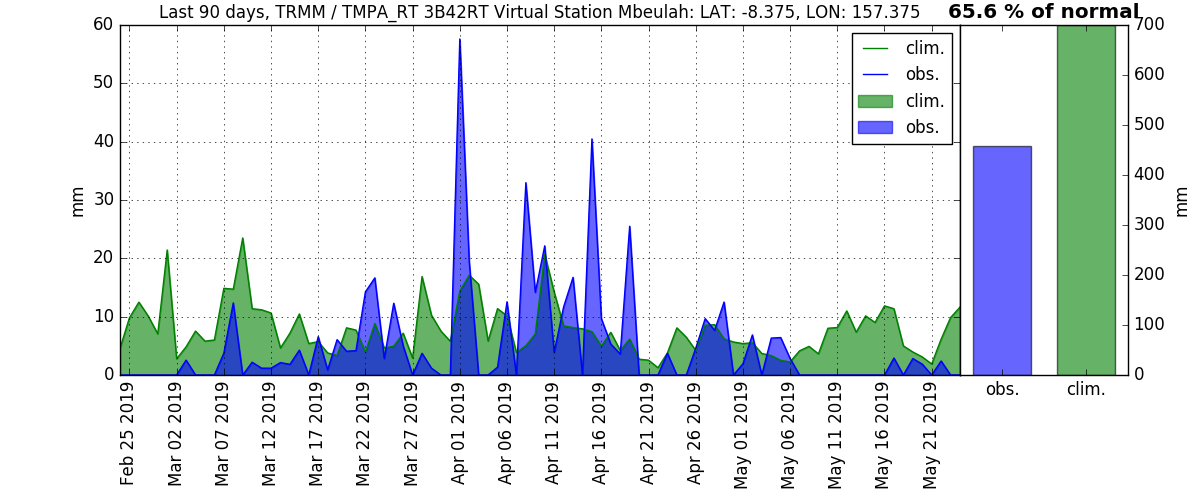 Last 90 days, TRMM / TMPA_RT 3B42RT Virtual Station Mbeulah: LAT: -8.375, LON: 157.375
65.6 % of normal
60
50
40
30
20
10
0
mm
clim.
obs.
clim.
obs.
Feb 25 2019
Mar 02 2019
Mar 07 2019
Mar 12 2019
Mar 17 2019
Mar 22 2019
Mar 27 2019
Apr 01 2019
Apr 06 2019
Apr 11 2019
Apr 16 2019
Apr 21 2019
Apr 26 2019
May 01 2019
May 06 2019
May 11 2019
May 16 2019
May 21 2019
700
600
500
400
300
200
100
0
mm
obs.
clim.